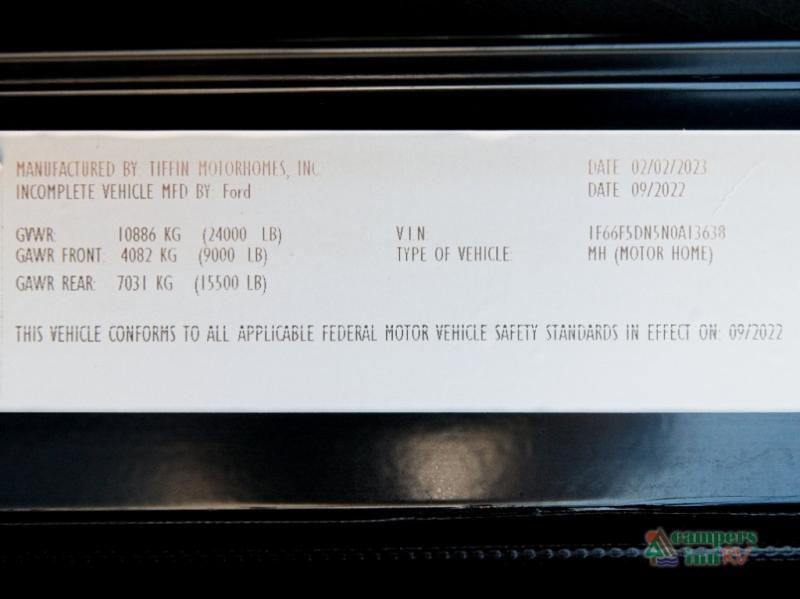 MANUFACTURED BY: TIFFIN MOTORHOMES, INC. DATE 02/02/2023
INCOMPLETE VEHICLE MFD BY: Ford DATE 09/2022
GVWR: 10886 KG (24000 LB) V.I.N: 1F66F5DN5N0A13638
GAWR FRONT: 4082 KG (9000 LB) TYPE OF VEHICLE: MH (MOTOR HOME)
GAWR REAR: 7031 KG (15500 LB)
THIS VEHICLE CONFORMS TO ALL APPLICABLE FEDERAL MOTOR VEHICLE SAFETY STANDARDS IN EFFECT ON: 09/2022
campers
inn RV